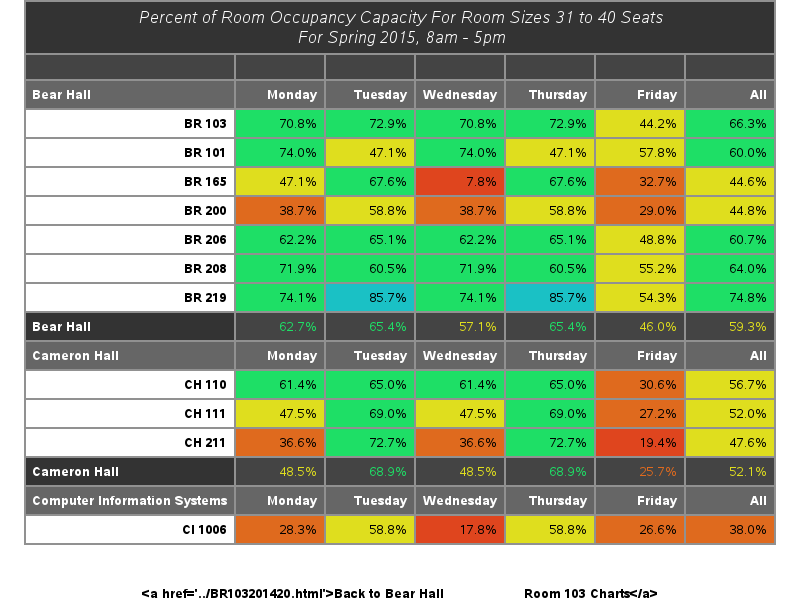 Percent of Room Occupancy Capacity For Room Sizes 31 to 40 Seats
For Spring 2015, 8am - 5pm
Bear Hall Monday Tuesday Wednesday Thursday Friday All
BR 103 70.8% 72.9% 70.8% 72.9% 44.2% 66.3%
BR 101 74.0% 47.1% 74.0% 47.1% 57.8% 60.0%
BR 165 47.1% 67.6% 7.8% 67.6% 32.7% 44.6%
BR 200 38.7% 58.8% 38.7% 58.8% 29.0% 44.8%
BR 206 62.2% 65.1% 62.2% 65.1% 48.8% 60.7%
BR 208 71.9% 60.5% 71.9% 60.5% 55.2% 64.0%
BR 219 74.1% 85.7% 74.1% 85.7% 54.3% 74.8%
Bear Hall 62.7% 65.4% 57.1% 65.4% 46.0% 59.3%
Cameron Hall Monday Tuesday Wednesday Thursday Friday All
CH 110 61.4% 65.0% 61.4% 65.0% 30.6% 56.7%
CH 111 47.5% 69.0% 47.5% 69.0% 27.2% 52.0%
CH 211 36.6% 72.7% 36.6% 72.7% 19.4% 47.6%
Cameron Hall 48.5% 68.9% 48.5% 68.9% 25.7% 52.1%
Computer Information Systems Monday Tuesday Wednesday Thursday Friday All
CI 1006 28.3% 58.8% 17.8% 58.8% 26.6% 38.0%
<a href='../BR103201420.html'>Back to Bear Hall Room 103 Charts</a>